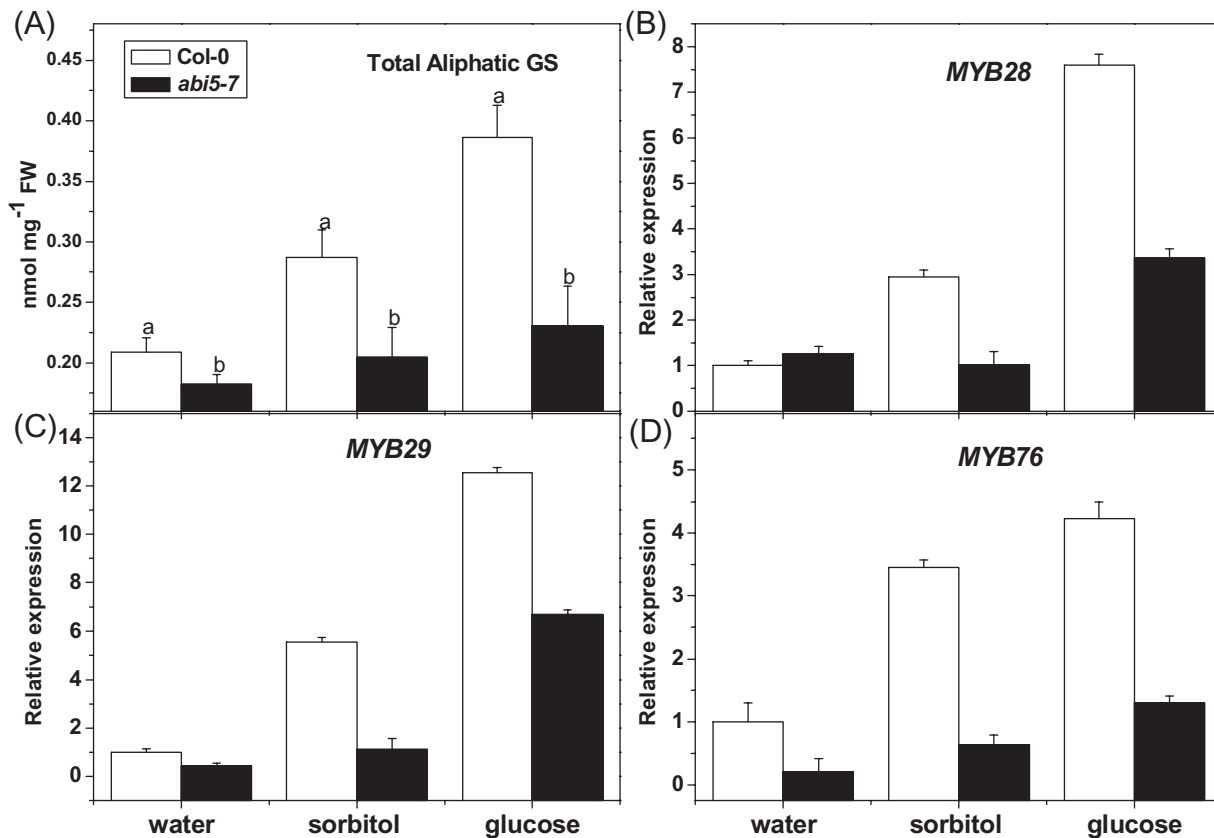 (A)
Col-0
abi5-7
Total Aliphatic GS
nmol mg⁻¹ FW
0.45
0.40
0.35
0.30
0.25
0.20
a
b
a
b
a
b
(B)
MYB28
Relative expression
8
7
6
5
4
3
2
1
0
(C)
MYB29
Relative expression
14
12
10
8
6
4
2
0
water
sorbitol
glucose
(D)
MYB76
Relative expression
5
4
3
2
1
0
water
sorbitol
glucose